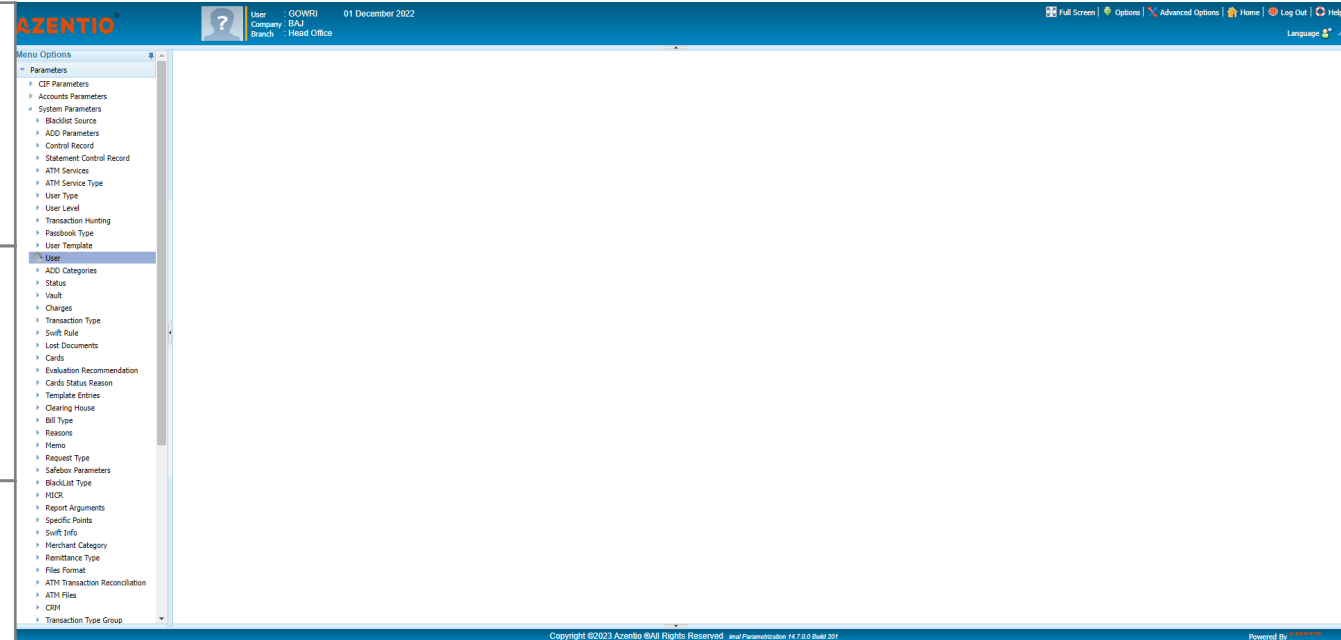 AZENTIO
User : GOWRI 01 December 2022
Company : BAJ
Branch : Head Office
Full Screen | Options | Advanced Options | Home | Log Out | Help
Language
Menu Options
Parameters
CIF Parameters
Accounts Parameters
System Parameters
Blacklist Source
ADD Parameters
Control Record
Statement Control Record
ATM Services
ATM Service Type
User Type
User Level
Transaction Hunting
Passbook Type
User Template
User
ADD Categories
Status
Vault
Charges
Transaction Type
Swift Rule
Lost Documents
Cards
Evaluation Recommendation
Cards Status Reason
Template Entries
Clearing House
Bill Type
Reasons
Memo
Request Type
Safebox Parameters
BlackList Type
MICR
Report Arguments
Specific Points
Swift Info
Merchant Category
Remittance Type
Files Format
ATM Transaction Reconciliation
ATM Files
CRM
Transaction Type Group
Copyright ©2023 Azentio ®All Rights Reserved imal Parametrization 14.7.0.0 Build 201
Powered By AZENTIO